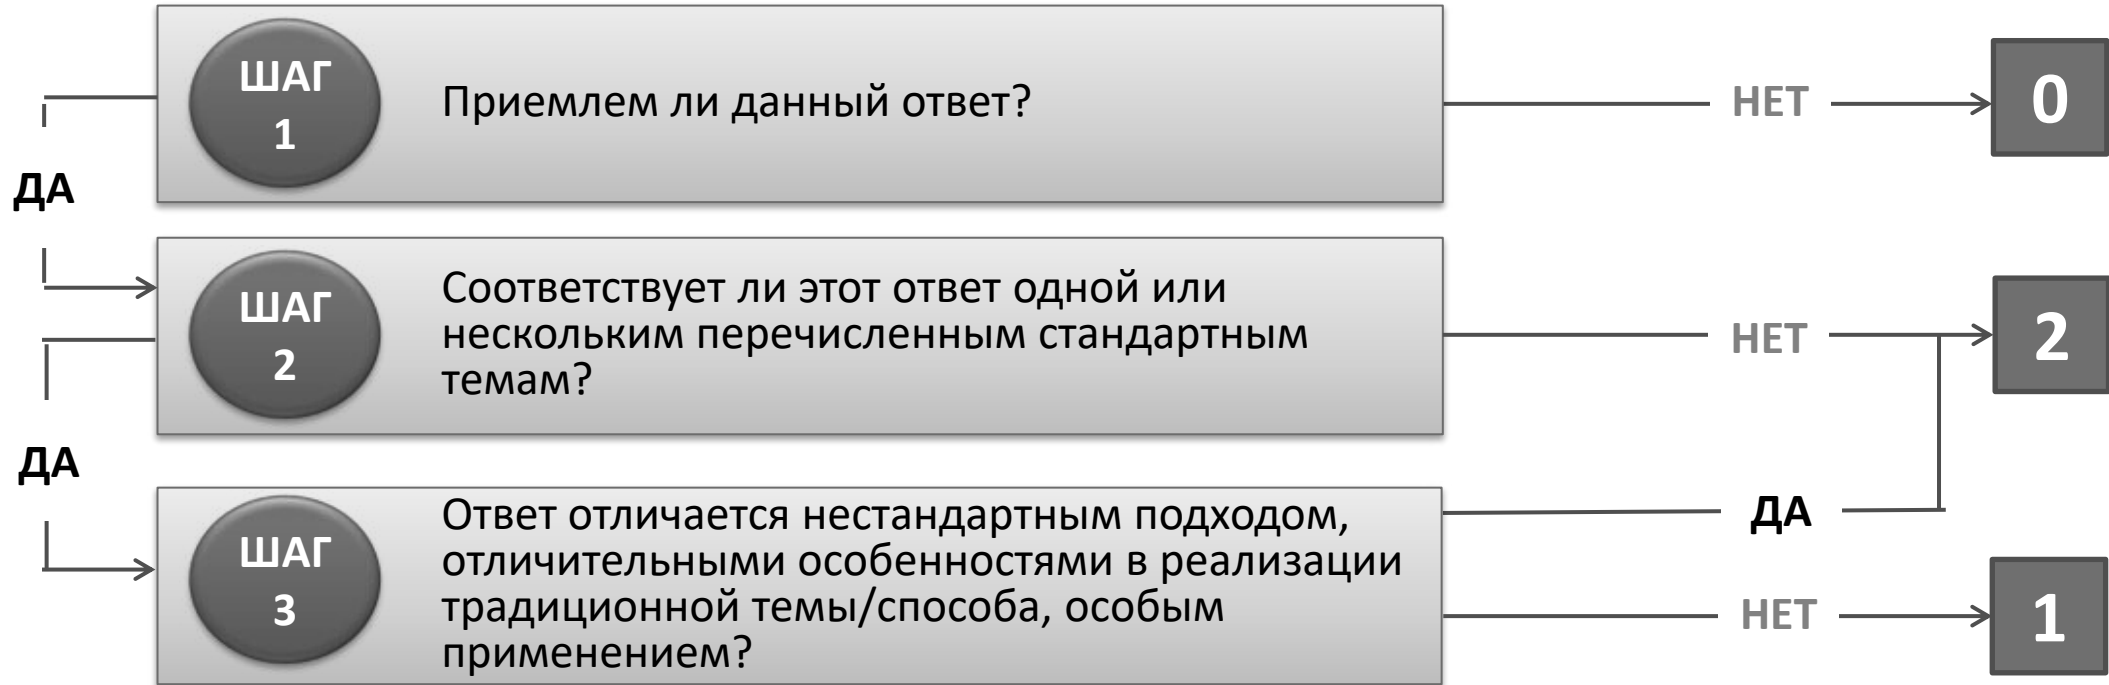 ШАГ
1
Приемлем ли данный ответ?
НЕТ
0
ДА
ШАГ
2
Соответствует ли этот ответ одной или
нескольким перечисленным стандартным
темам?
НЕТ
2
ДА
ШАГ
3
Ответ отличается нестандартным подходом,
отличительными особенностями в реализации
традиционной темы/способа, особым
применением?
ДА
НЕТ
1